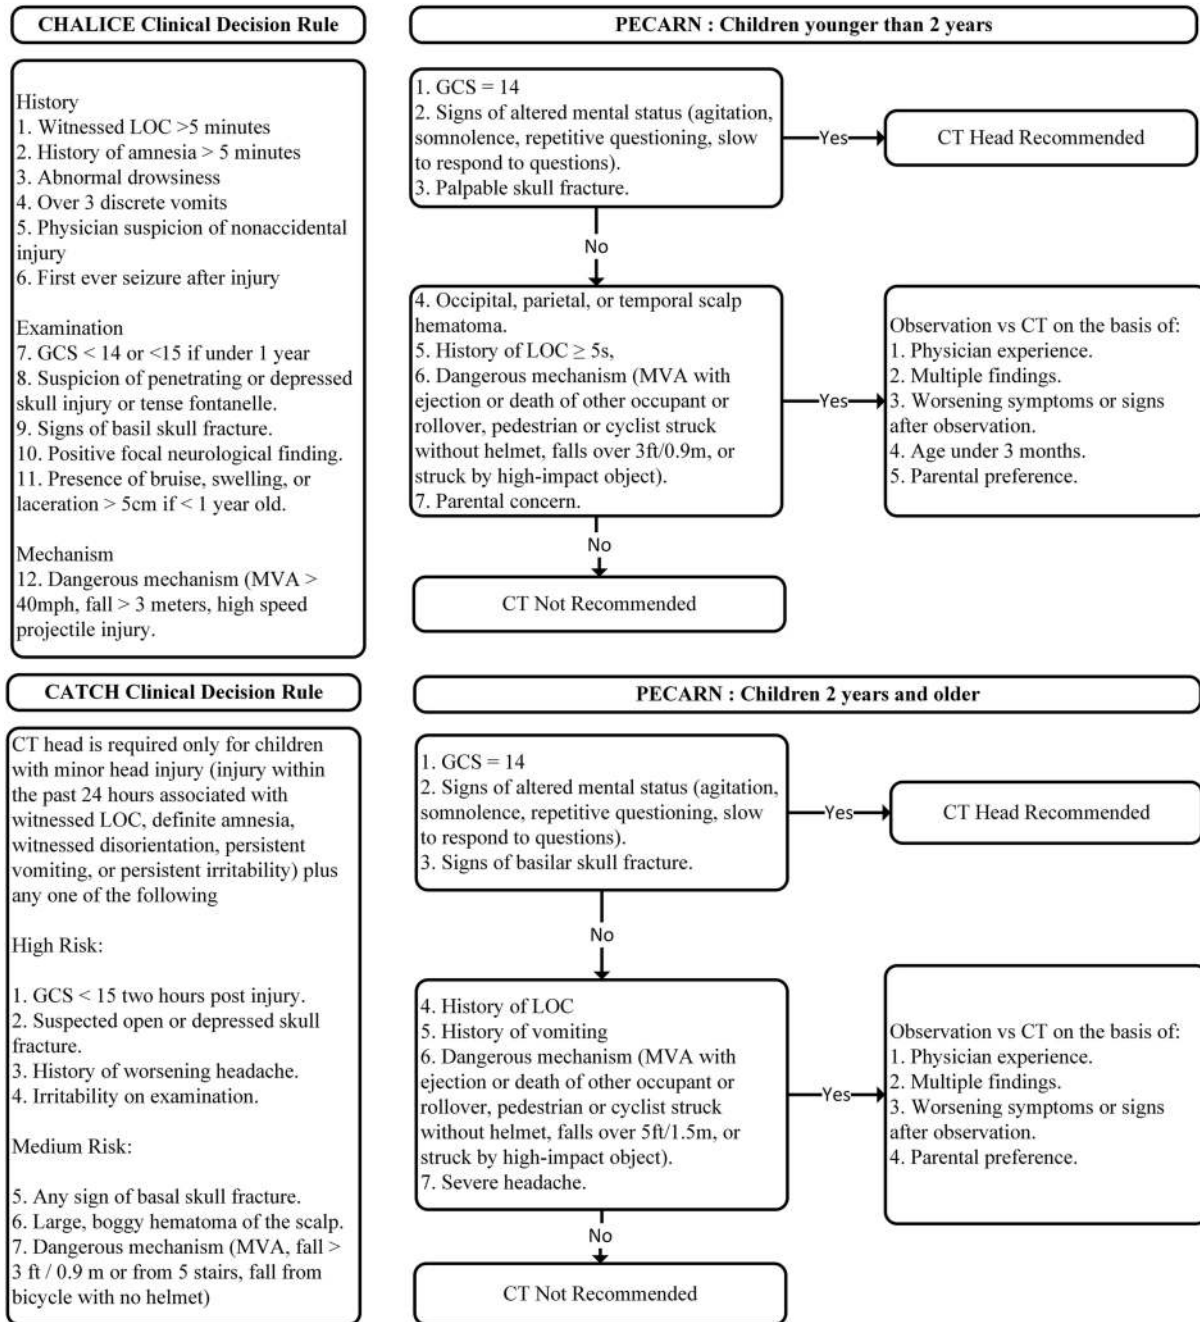 CHALICE Clinical Decision Rule
History
1. Witnessed LOC >5 minutes
2. History of amnesia > 5 minutes
3. Abnormal drowsiness
4. Over 3 discrete vomits
5. Physician suspicion of nonaccidental
injury
6. First ever seizure after injury
Examination
7. GCS < 14 or <15 if under 1 year
8. Suspicion of penetrating or depressed
skull injury or tense fontanelle.
9. Signs of basil skull fracture.
10. Positive focal neurological finding.
11. Presence of bruise, swelling, or
laceration > 5cm if < 1 year old.
Mechanism
12. Dangerous mechanism (MVA >
40mph, fall > 3 meters, high speed
projectile injury.
PECARN : Children younger than 2 years
1. GCS = 14
2. Signs of altered mental status (agitation,
somnolence, repetitive questioning, slow
to respond to questions).
3. Palpable skull fracture.
Yes
CT Head Recommended
No
4. Occipital, parietal, or temporal scalp
hematoma.
5. History of LOC ≥ 5s,
6. Dangerous mechanism (MVA with
ejection or death of other occupant or
rollover, pedestrian or cyclist struck
without helmet, falls over 3ft/0.9m, or
struck by high-impact object).
7. Parental concern.
Yes
Observation vs CT on the basis of:
1. Physician experience.
2. Multiple findings.
3. Worsening symptoms or signs
after observation.
4. Age under 3 months.
5. Parental preference.
No
CT Not Recommended
CATCH Clinical Decision Rule
CT head is required only for children
with minor head injury (injury within
the past 24 hours associated with
witnessed LOC, definite amnesia,
witnessed disorientation, persistent
vomiting, or persistent irritability) plus
any one of the following
High Risk:
1. GCS < 15 two hours post injury.
2. Suspected open or depressed skull
fracture.
3. History of worsening headache.
4. Irritability on examination.
Medium Risk:
5. Any sign of basal skull fracture.
6. Large, boggy hematoma of the scalp.
7. Dangerous mechanism (MVA, fall >
3 ft / 0.9 m or from 5 stairs, fall from
bicycle with no helmet)
PECARN : Children 2 years and older
1. GCS = 14
2. Signs of altered mental status (agitation,
somnolence, repetitive questioning, slow
to respond to questions).
3. Signs of basilar skull fracture.
Yes
CT Head Recommended
No
4. History of LOC
5. History of vomiting
6. Dangerous mechanism (MVA with
ejection or death of other occupant or
rollover, pedestrian or cyclist struck
without helmet, falls over 5ft/1.5m, or
struck by high-impact object).
7. Severe headache.
Yes
Observation vs CT on the basis of:
1. Physician experience.
2. Multiple findings.
3. Worsening symptoms or signs
after observation.
4. Parental preference.
No
CT Not Recommended